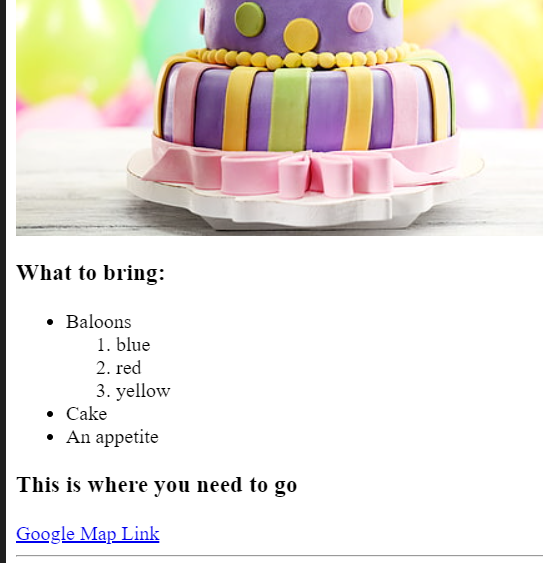 What to bring:
Baloons
1. blue
2. red
3. yellow
Cake
An appetite
This is where you need to go
Google Map Link